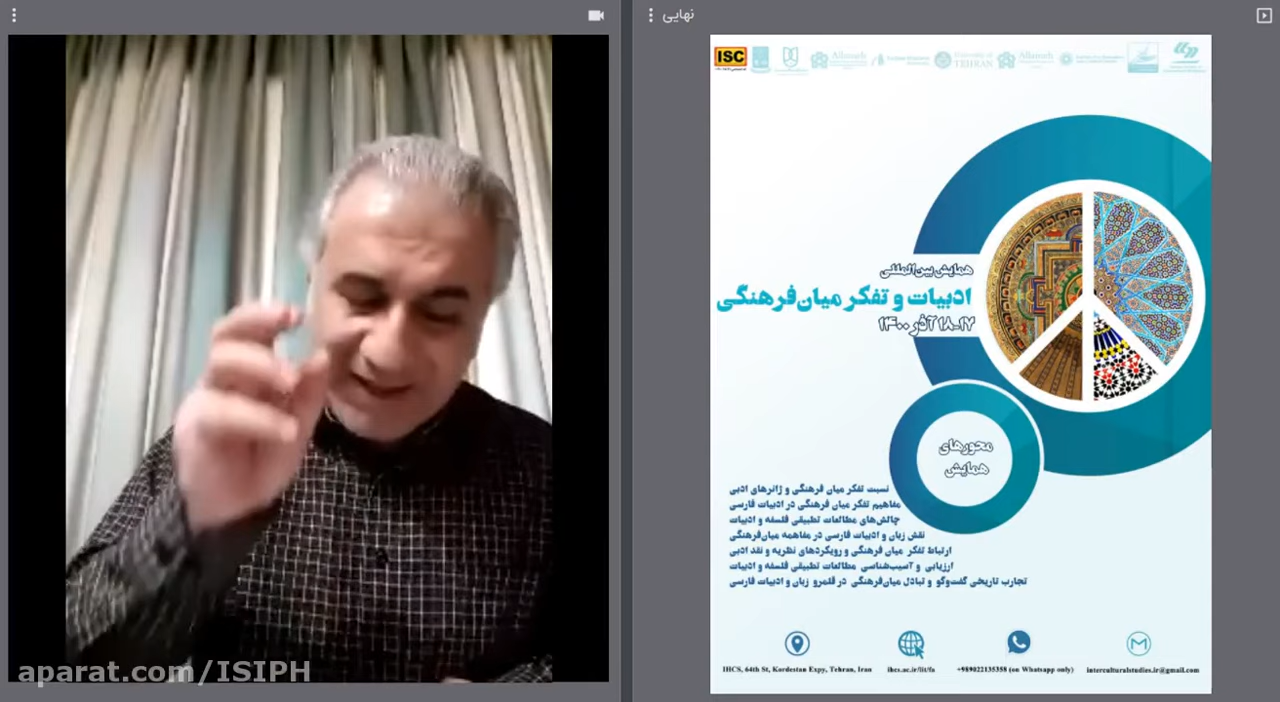 نهایی
ISC
Allameh
University of
TEHRAN
Allameh
همایش بین‌المللی
ادبیات و تفکر میان‌فرهنگی
۱۷-۱۸ آذر ۱۴۰۰
محورهای
همایش
نسبت تفکر میان فرهنگی و ژانرهای ادبی
مفاهیم تفکر میان فرهنگی در ادبیات فارسی
چالش‌های مطالعات تطبیقی فلسفه و ادبیات
نقش زبان و ادبیات فارسی در مفاهمه میان‌فرهنگی
ارتباط تفکر میان فرهنگی و رویکردهای نظریه و نقد ادبی
ارزیابی و آسیب‌شناسی مطالعات تطبیقی فلسفه و ادبیات
تجارب تاریخی گفت‌وگو و تبادل میان‌فرهنگی در قلمرو زبان و ادبیات فارسی
IHCS, 64th St, Kordestan Expy, Tehran, Iran
ihcs.ac.ir/lit/fa
+989022135358 (on Whatsapp only)
interculturalstudies.ir@gmail.com
aparat.com/ISIPH